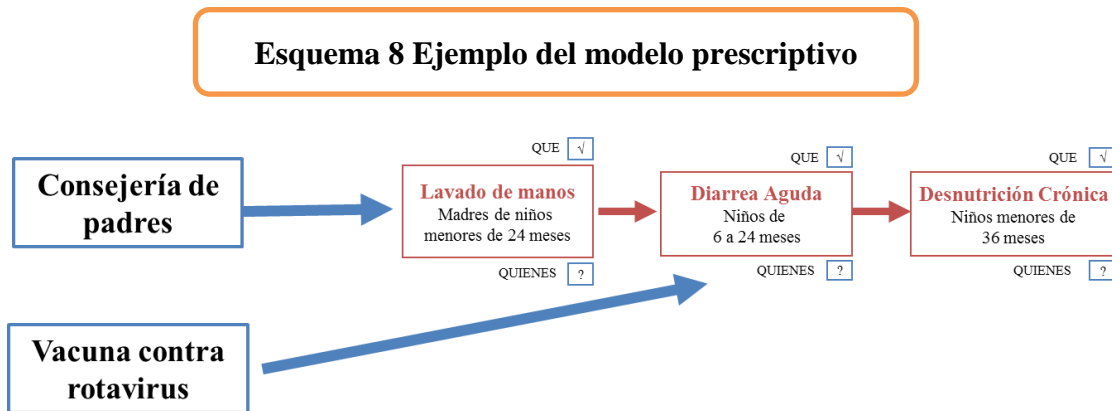 Esquema 8 Ejemplo del modelo prescriptivo
QUE √
QUE √
QUE √
Consejería de
padres
Lavado de manos
Madres de niños
menores de 24 meses
Diarrea Aguda
Niños de
6 a 24 meses
Desnutrición Crónica
Niños menores de
36 meses
QUIENES ?
QUIENES ?
QUIENES ?
Vacuna contra
rotavirus